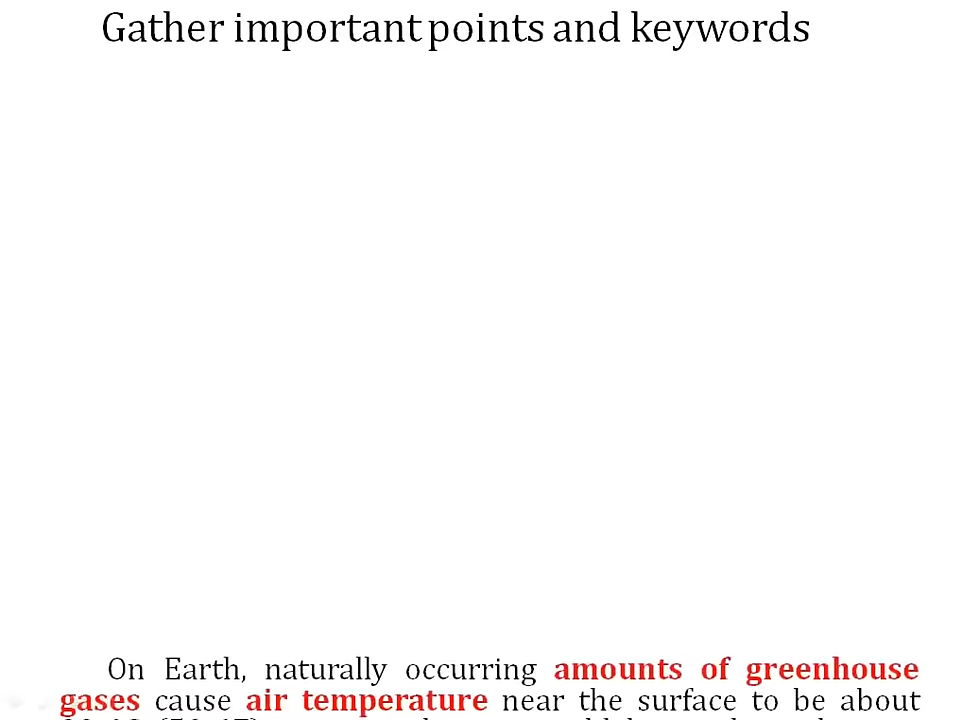 Gather important points and keywords
On Earth, naturally occurring amounts of greenhouse
gases cause air temperature near the surface to be about